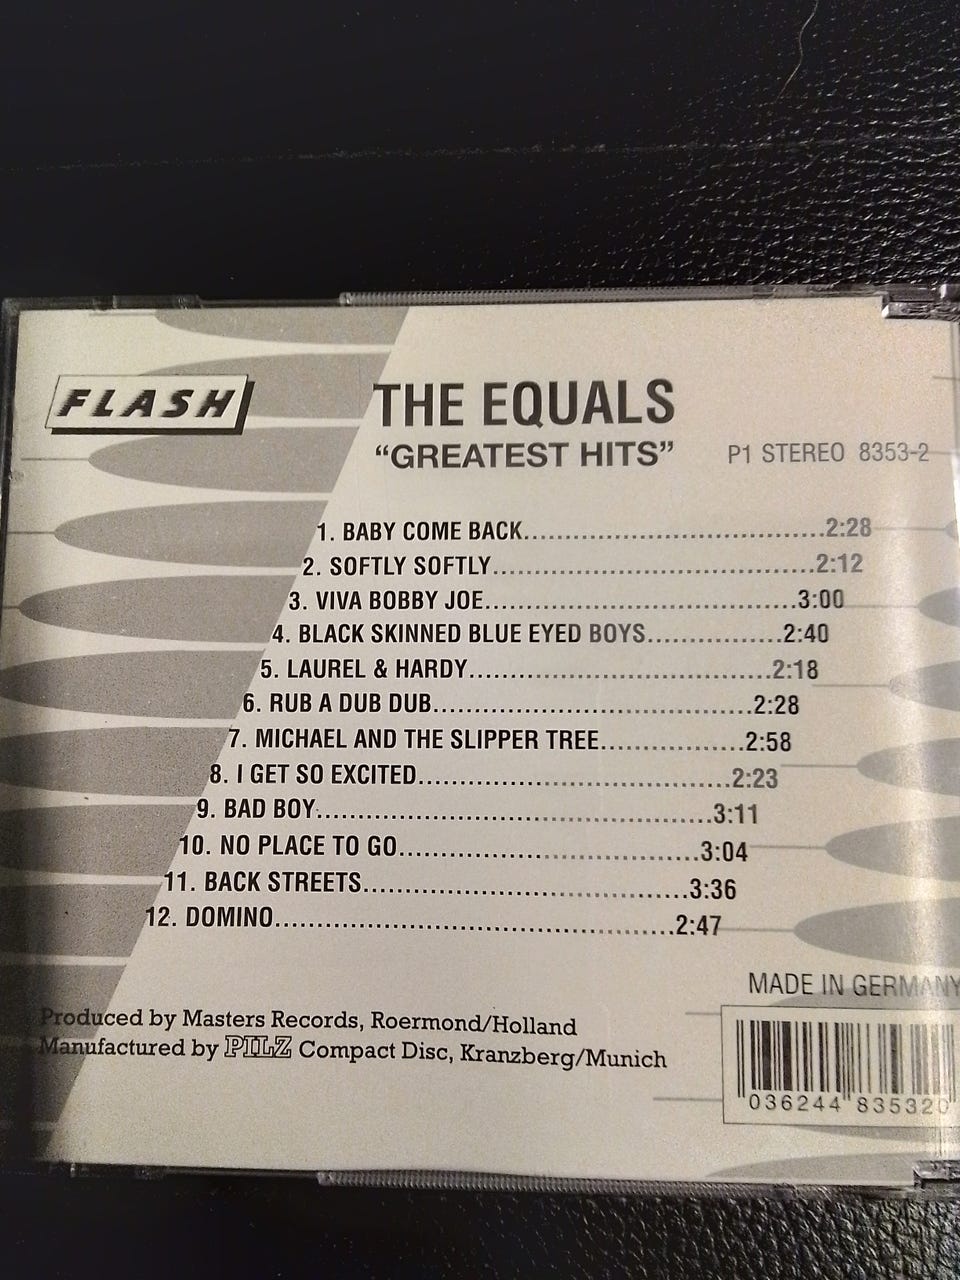 FLASH
THE EQUALS
“GREATEST HITS”
P1 STEREO 8353-2
1. BABY COME BACK....................................2:28
2. SOFTLY SOFTLY.......................................2:12
3. VIVA BOBBY JOE.....................................3:00
4. BLACK SKINNED BLUE EYED BOYS................2:40
5. LAUREL & HARDY....................................2:18
6. RUB A DUB DUB......................................2:28
7. MICHAEL AND THE SLIPPER TREE.................2:58
8. I GET SO EXCITED.....................................2:23
9. BAD BOY...............................................3:11
10. NO PLACE TO GO....................................3:04
11. BACK STREETS.......................................3:36
12. DOMINO................................................2:47
MADE IN GERMANY
Produced by Masters Records, Roermond/Holland
Manufactured by PILZ Compact Disc, Kranzberg/Munich
036244 835320